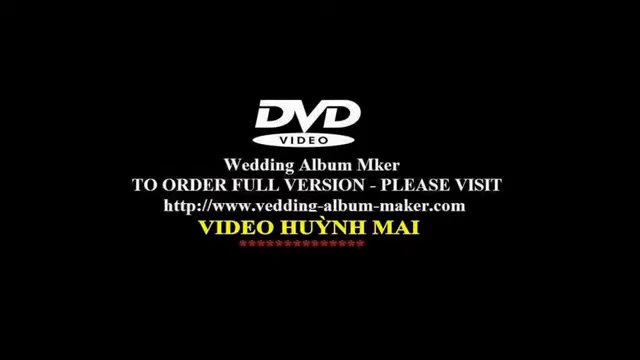 DVD
VIDEO
Wedding Album Mker
TO ORDER FULL VERSION - PLEASE VISIT
http://www.vedding-album-maker.com
VIDEO HUỲNH MAI
**************